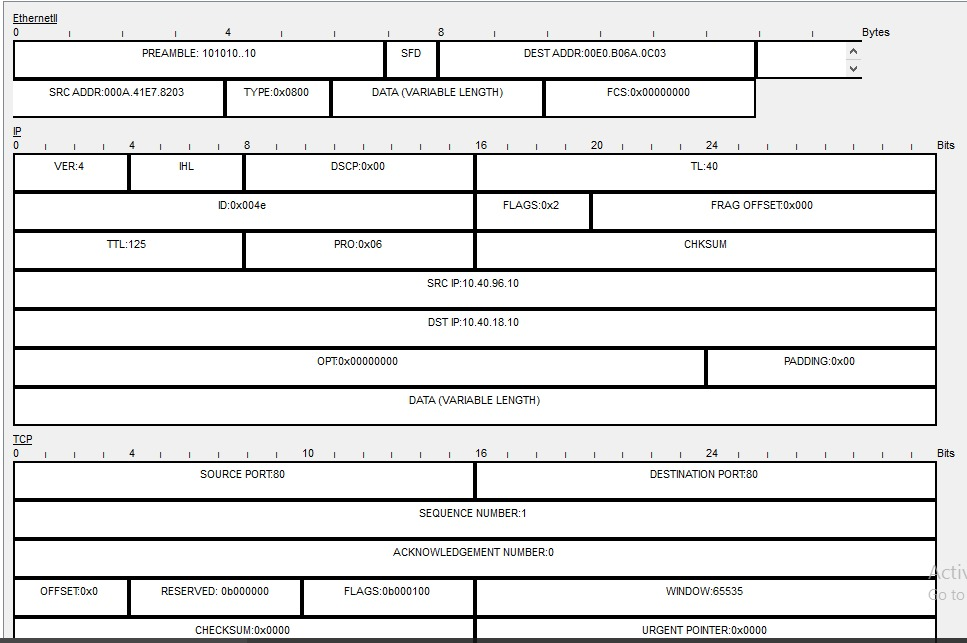 EthernetII
0 4 8 Bytes
PREAMBLE: 101010..10 SFD DEST ADDR:00E0.B06A.0C03
SRC ADDR:000A.41E7.8203 TYPE:0x0800 DATA (VARIABLE LENGTH) FCS:0x00000000
IP
0 4 8 16 20 24 Bits
VER:4 IHL DSCP:0x00 TL:40
ID:0x004e FLAGS:0x2 FRAG OFFSET:0x000
TTL:125 PRO:0x06 CHKSUM
SRC IP:10.40.96.10
DST IP:10.40.18.10
OPT:0x00000000 PADDING:0x00
DATA (VARIABLE LENGTH)
TCP
0 4 10 16 24 Bits
SOURCE PORT:80 DESTINATION PORT:80
SEQUENCE NUMBER:1
ACKNOWLEDGEMENT NUMBER:0
OFFSET:0x0 RESERVED: 0b000000 FLAGS:0b000100 WINDOW:65535
CHECKSUM:0x0000 URGENT POINTER:0x0000
Activ
Go to